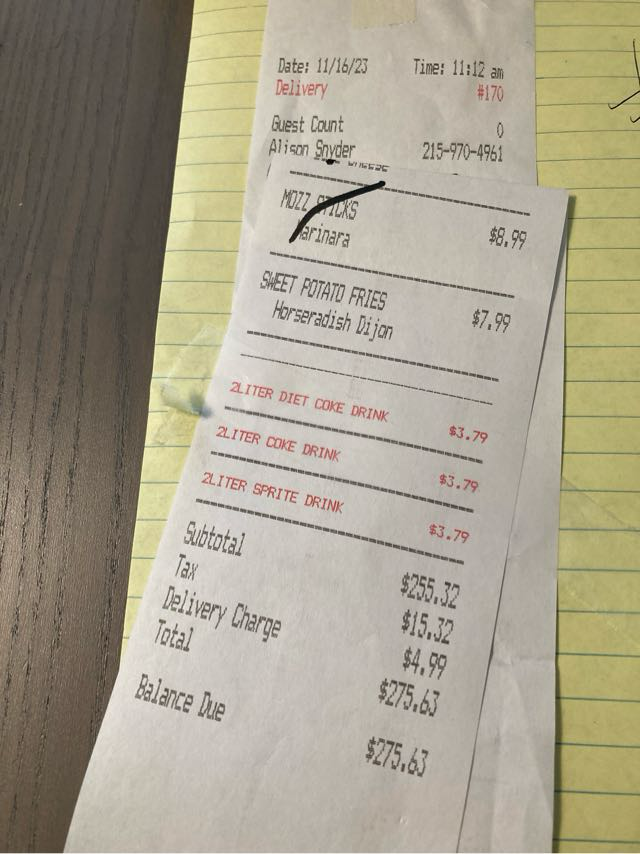 Date: 11/16/23 Time: 11:12 am
Delivery #170
Guest Count 0
Alison Snyder 215-970-4961
CHEESE
MOZZ STICKS $8.99
Marinara
SWEET POTATO FRIES $7.99
Horseradish Dijon
2LITER DIET COKE DRINK $3.79
2LITER COKE DRINK $3.79
2LITER SPRITE DRINK $3.79
Subtotal $255.32
Tax $15.32
Delivery Charge $4.99
Total $275.63
Balance Due $275.63